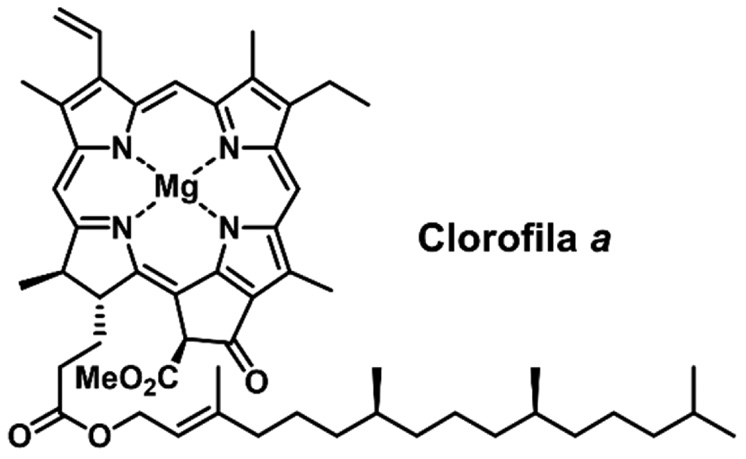 N N
Mg
N N
Clorofila a
MeO₂C O
O O